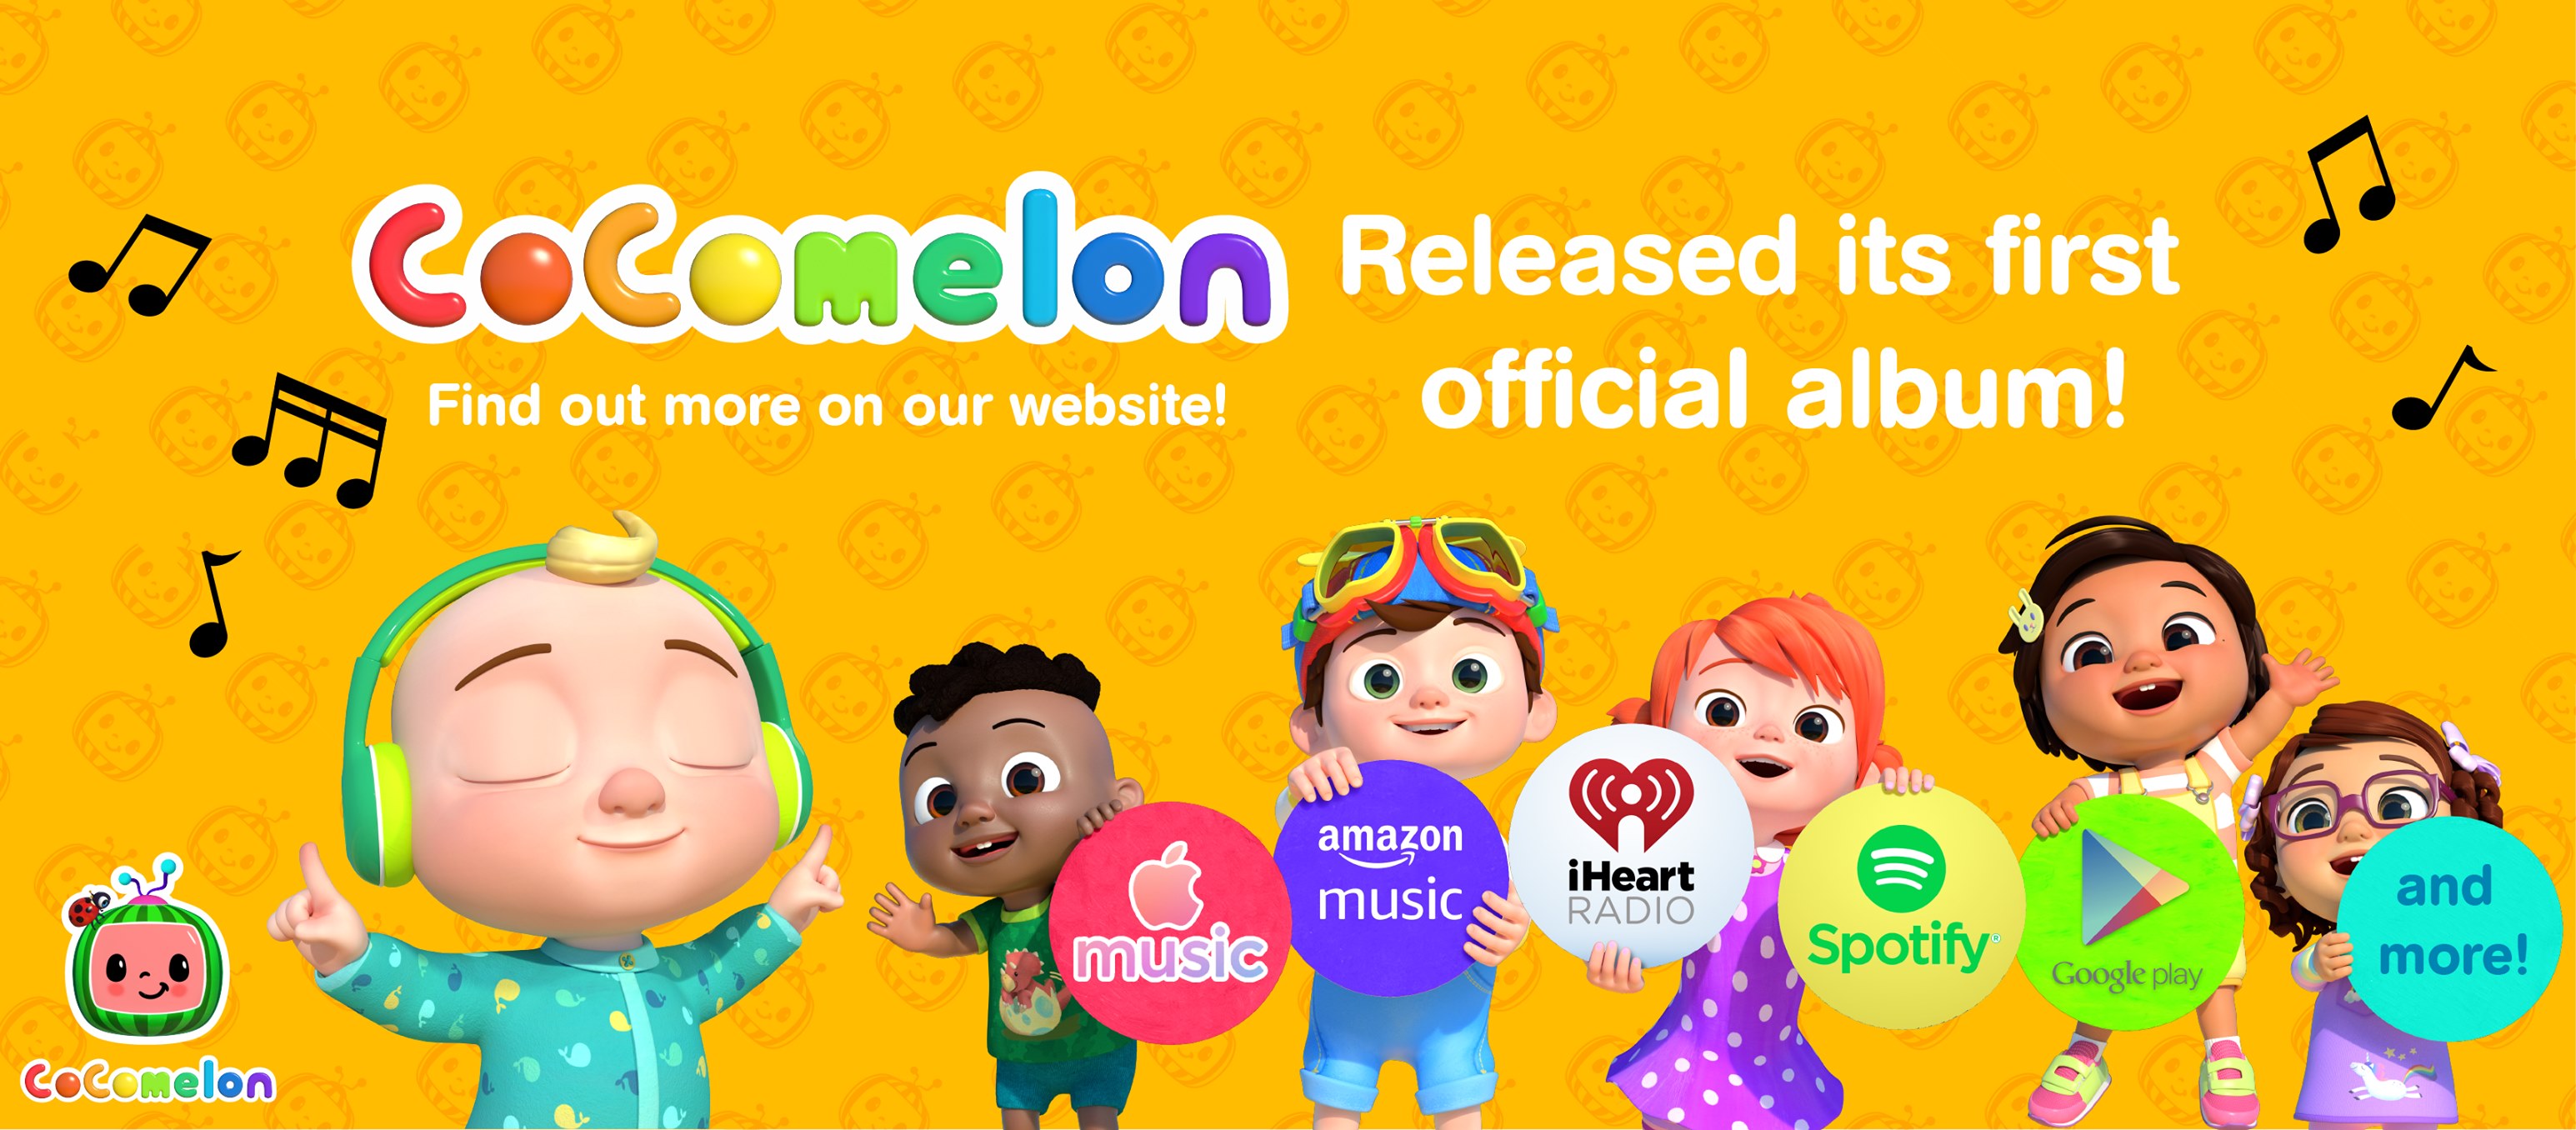 CoComelon
Find out more on our website!
Released its first
official album!
music
amazon
music
iHeart
RADIO
Spotify®
Google play
and
more!
CoComelon